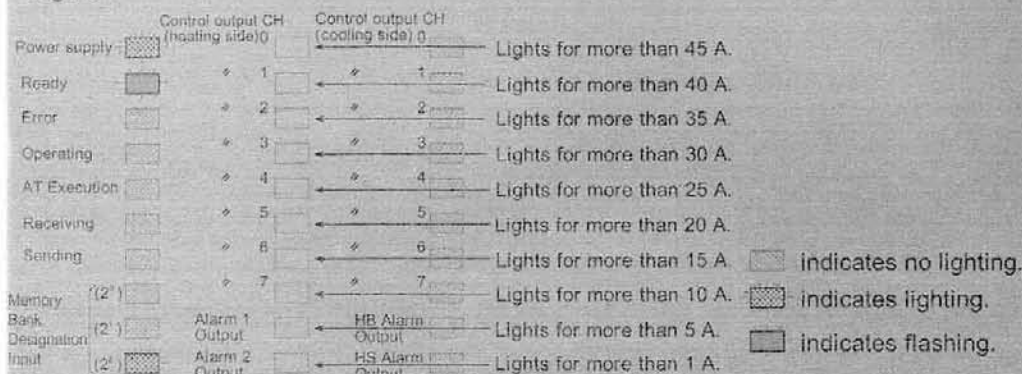 Control output CH Control output CH
Power supply (heating side) 0 (cooling side) 0 Lights for more than 45 A.
Ready 〃 1 〃 1 Lights for more than 40 A.
Error 〃 2 〃 2 Lights for more than 35 A.
Operating 〃 3 〃 3 Lights for more than 30 A.
AT Execution 〃 4 〃 4 Lights for more than 25 A.
Receiving 〃 5 〃 5 Lights for more than 20 A.
Sending 〃 6 〃 6 Lights for more than 15 A. indicates no lighting.
〃 7 〃 7 Lights for more than 10 A. indicates lighting.
Memory Bank Designation Input
Alarm 1 Output HB Alarm Output Lights for more than 5 A. indicates flashing.
Alarm 2 Output HS Alarm Output Lights for more than 1 A.